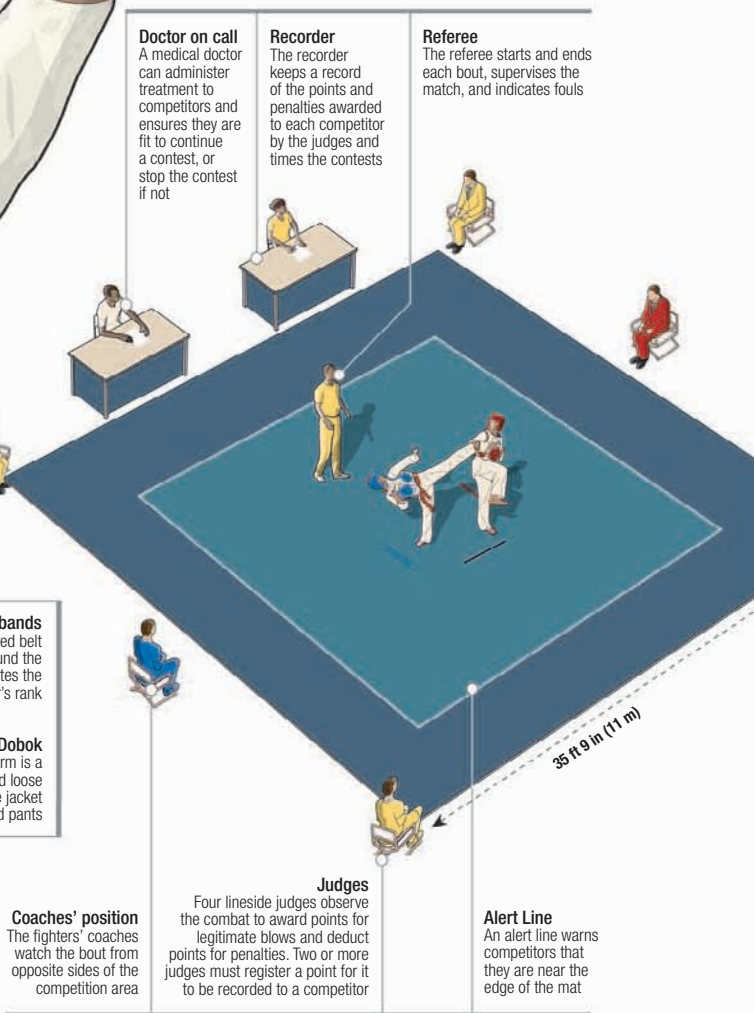 Doctor on call
A medical doctor
can administer
treatment to
competitors and
ensures they are
fit to continue
a contest, or
stop the contest
if not
Recorder
The recorder
keeps a record
of the points and
penalties awarded
to each competitor
by the judges and
times the contests
Referee
The referee starts and ends
each bout, supervises the
match, and indicates fouls
bands
ed belt
und the
tes the
's rank
Dobok
rm is a
d loose
e jacket
d pants
35 ft 9 in (11 m)
Coaches' position
The fighters' coaches
watch the bout from
opposite sides of the
competition area
Judges
Four lineside judges observe
the combat to award points for
legitimate blows and deduct
points for penalties. Two or more
judges must register a point for it
to be recorded to a competitor
Alert Line
An alert line warns
competitors that
they are near the
edge of the mat